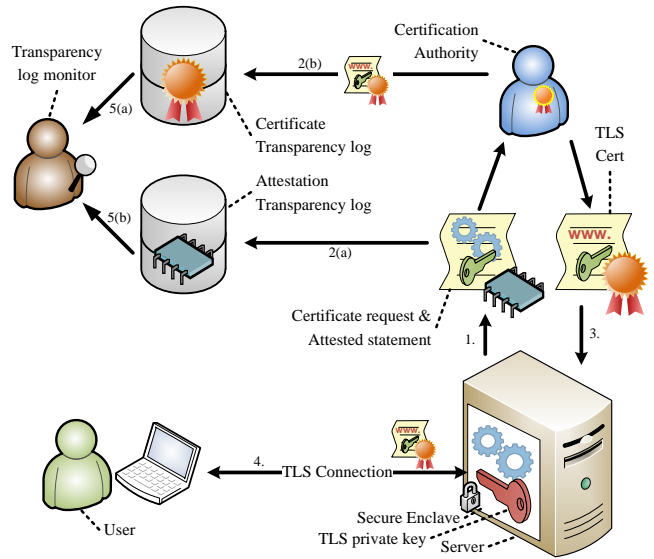 Transparency
log monitor
Certification
Authority
2(b)
www.
5(a)
Certificate
Transparency log
TLS
Cert
Attestation
Transparency log
5(b)
2(a)
www.
Certificate request &
Attested statement
1.
3.
www.
4.
TLS Connection
User
Secure Enclave
TLS private key
Server